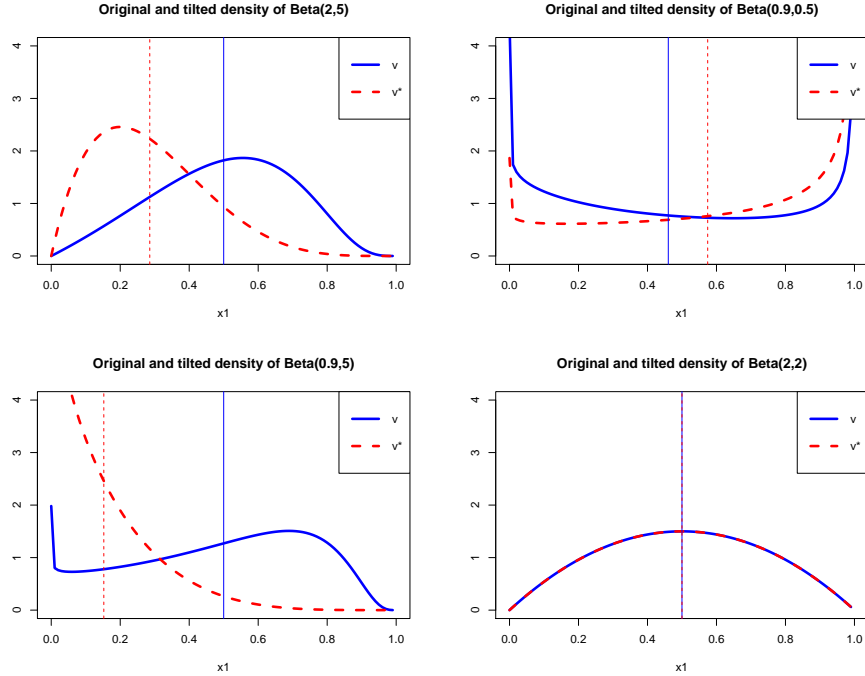 Original and tilted density of Beta(2,5)
4
3
2
1
0
0.0 0.2 0.4 0.6 0.8 1.0
x1
v
v*
Original and tilted density of Beta(0.9,0.5)
4
3
2
1
0
0.0 0.2 0.4 0.6 0.8 1.0
x1
v
v*
Original and tilted density of Beta(0.9,5)
4
3
2
1
0
0.0 0.2 0.4 0.6 0.8 1.0
x1
v
v*
Original and tilted density of Beta(2,2)
4
3
2
1
0
0.0 0.2 0.4 0.6 0.8 1.0
x1
v
v*